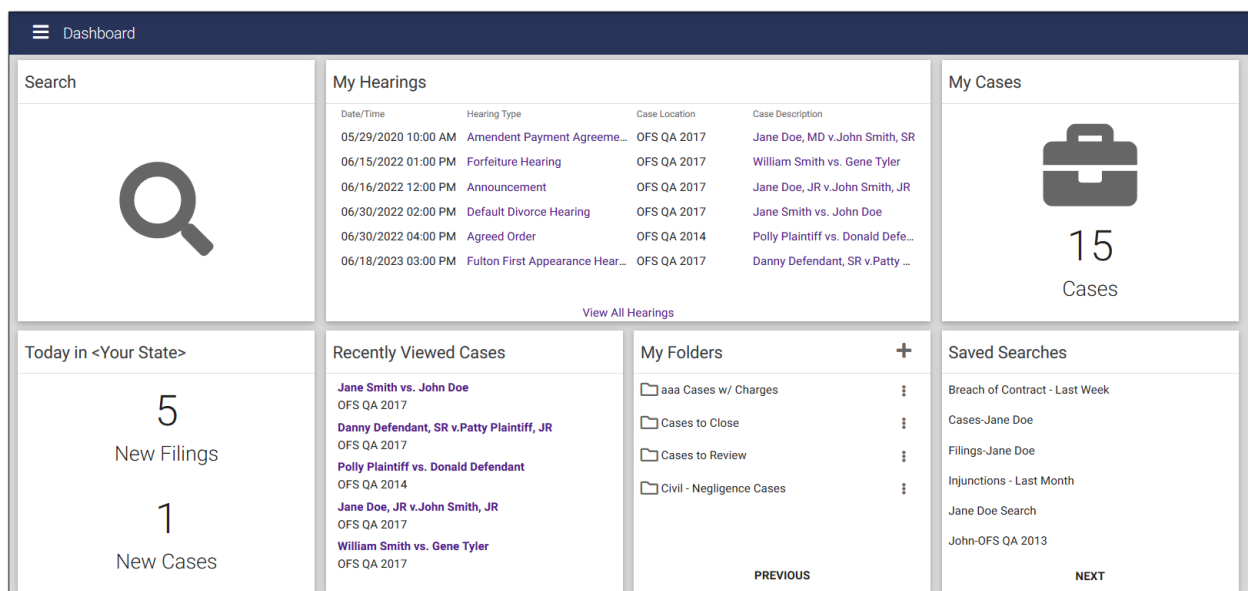 Dashboard
Search
My Hearings
Date/Time Hearing Type Case Location Case Description
05/29/2020 10:00 AM Amendent Payment Agreeme... OFS QA 2017 Jane Doe, MD v.John Smith, SR
06/15/2022 01:00 PM Forfeiture Hearing OFS QA 2017 William Smith vs. Gene Tyler
06/16/2022 12:00 PM Announcement OFS QA 2017 Jane Doe, JR v.John Smith, JR
06/30/2022 02:00 PM Default Divorce Hearing OFS QA 2017 Jane Smith vs. John Doe
06/30/2022 04:00 PM Agreed Order OFS QA 2014 Polly Plaintiff vs. Donald Defe...
06/18/2023 03:00 PM Fulton First Appearance Hear... OFS QA 2017 Danny Defendant, SR v.Patty ...
View All Hearings
My Cases
15
Cases
Today in <Your State>
5
New Filings
1
New Cases
Recently Viewed Cases
Jane Smith vs. John Doe
OFS QA 2017
Danny Defendant, SR v.Patty Plaintiff, JR
OFS QA 2017
Polly Plaintiff vs. Donald Defendant
OFS QA 2014
Jane Doe, JR v.John Smith, JR
OFS QA 2017
William Smith vs. Gene Tyler
OFS QA 2017
My Folders
aaa Cases w/ Charges
Cases to Close
Cases to Review
Civil - Negligence Cases
PREVIOUS
Saved Searches
Breach of Contract - Last Week
Cases-Jane Doe
Filings-Jane Doe
Injunctions - Last Month
Jane Doe Search
John-OFS QA 2013
NEXT